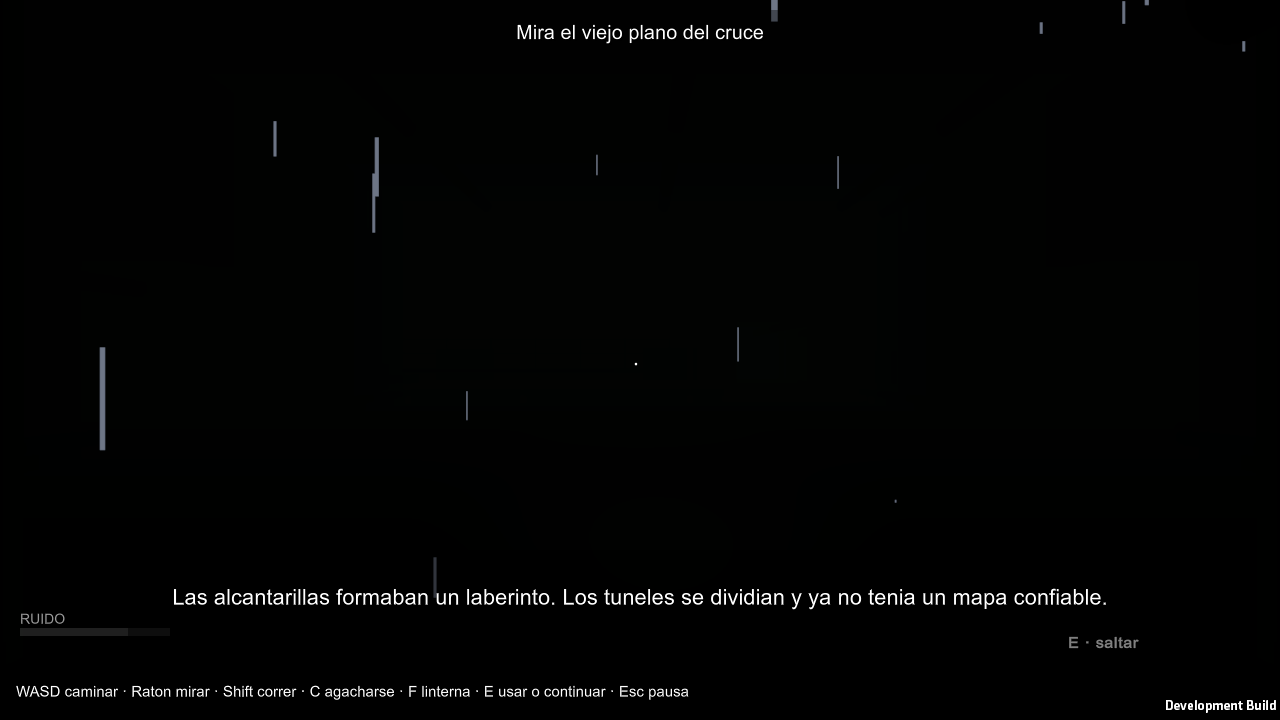 Mira el viejo plano del cruce
Las alcantarillas formaban un laberinto. Los tuneles se dividian y ya no tenia un mapa confiable.
RUIDO
E · saltar
WASD caminar · Raton mirar · Shift correr · C agacharse · F linterna · E usar o continuar · Esc pausa
Development Build